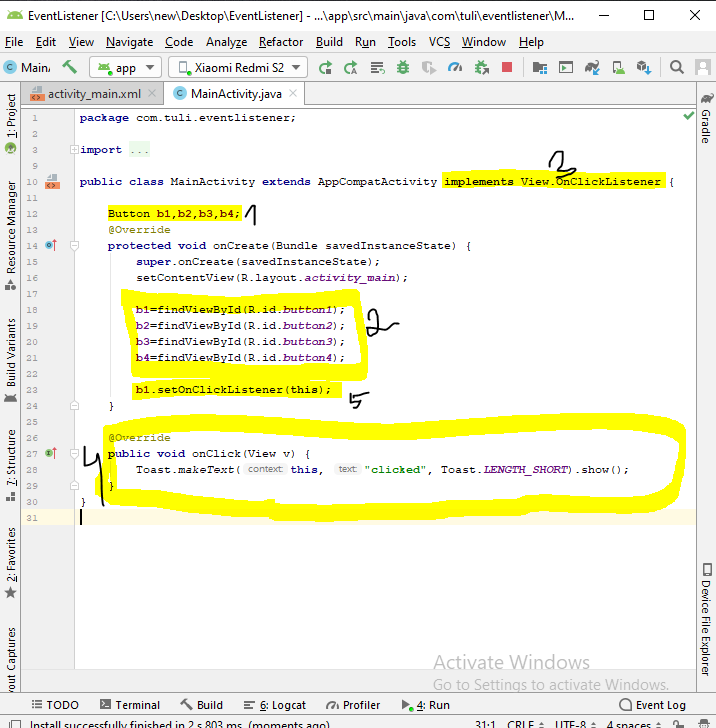 EventListener [C:\Users\new\Desktop\EventListener] - ...\app\src\main\java\com\tuli\eventlistener\M...
File Edit View Navigate Code Analyze Refactor Build Run Tools VCS Window Help
Main app Xiaomi Redmi S2
activity_main.xml MainActivity.java
1 package com.tuli.eventlistener;
2
3 import ...
9 3
10 public class MainActivity extends AppCompatActivity implements View.OnClickListener {
11
12 Button b1,b2,b3,b4; 1
13 @Override
14 protected void onCreate(Bundle savedInstanceState) {
15 super.onCreate(savedInstanceState);
16 setContentView(R.layout.activity_main);
17
18 b1=findViewById(R.id.button1);
19 b2=findViewById(R.id.button2); 2
20 b3=findViewById(R.id.button3);
21 b4=findViewById(R.id.button4);
22
23 b1.setOnClickListener(this); 5
24 }
25
26 @Override
27 4 public void onClick(View v) {
28 Toast.makeText( context: this, text: "clicked", Toast.LENGTH_SHORT).show();
29 }
30 }
31
1: Project
Resource Manager
Build Variants
Z: Structure
2: Favorites
yout Captures
Gradle
Device File Explorer
Activate Windows
Go to Settings to activate Windows.
TODO Terminal Build 6: Logcat Profiler 4: Run Event Log
Install successfully finished in 2 s 803 ms. (moments ago) 31:1 CRLF UTF-8 4 spaces